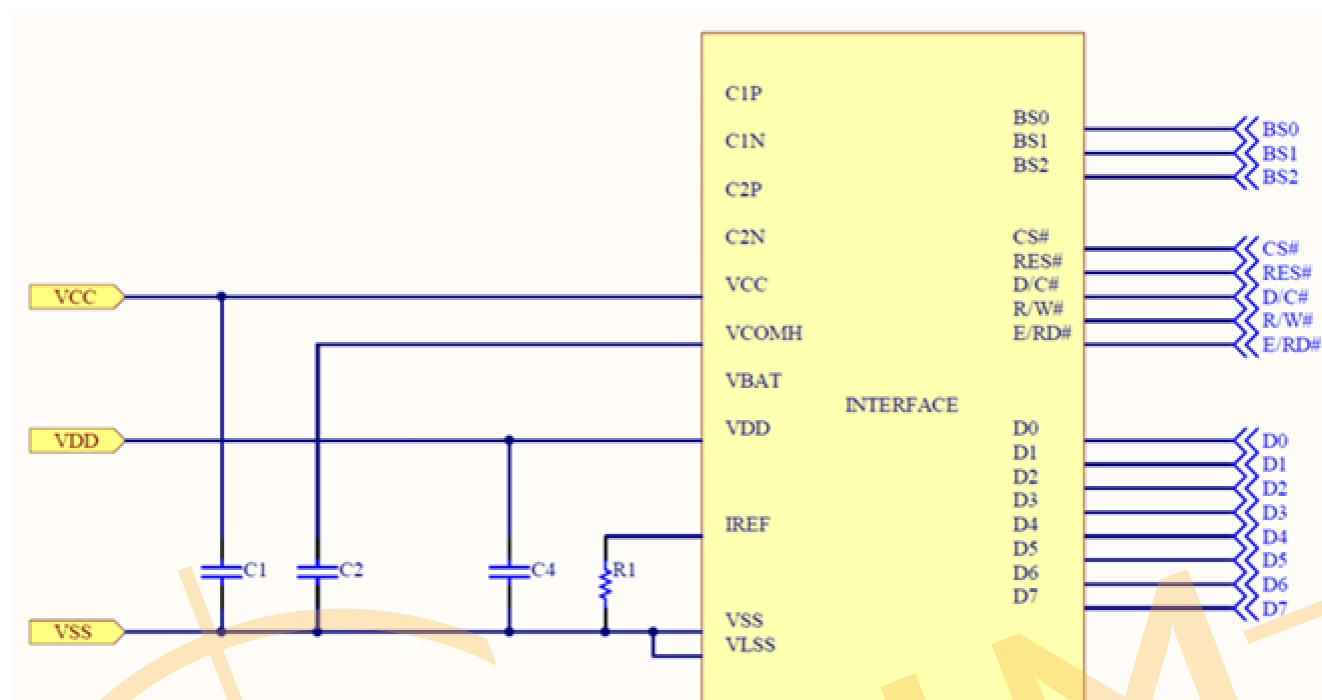 C1P
C1N
C2P
C2N
VCC
VCOMH
VBAT
VDD
IREF
VSS
VLSS
INTERFACE
BS0
BS1
BS2
CS#
RES#
D/C#
R/W#
E/RD#
D0
D1
D2
D3
D4
D5
D6
D7
BS0
BS1
BS2
CS#
RES#
D/C#
R/W#
E/RD#
D0
D1
D2
D3
D4
D5
D6
D7
VCC
VDD
VSS
C1
C2
C4
R1